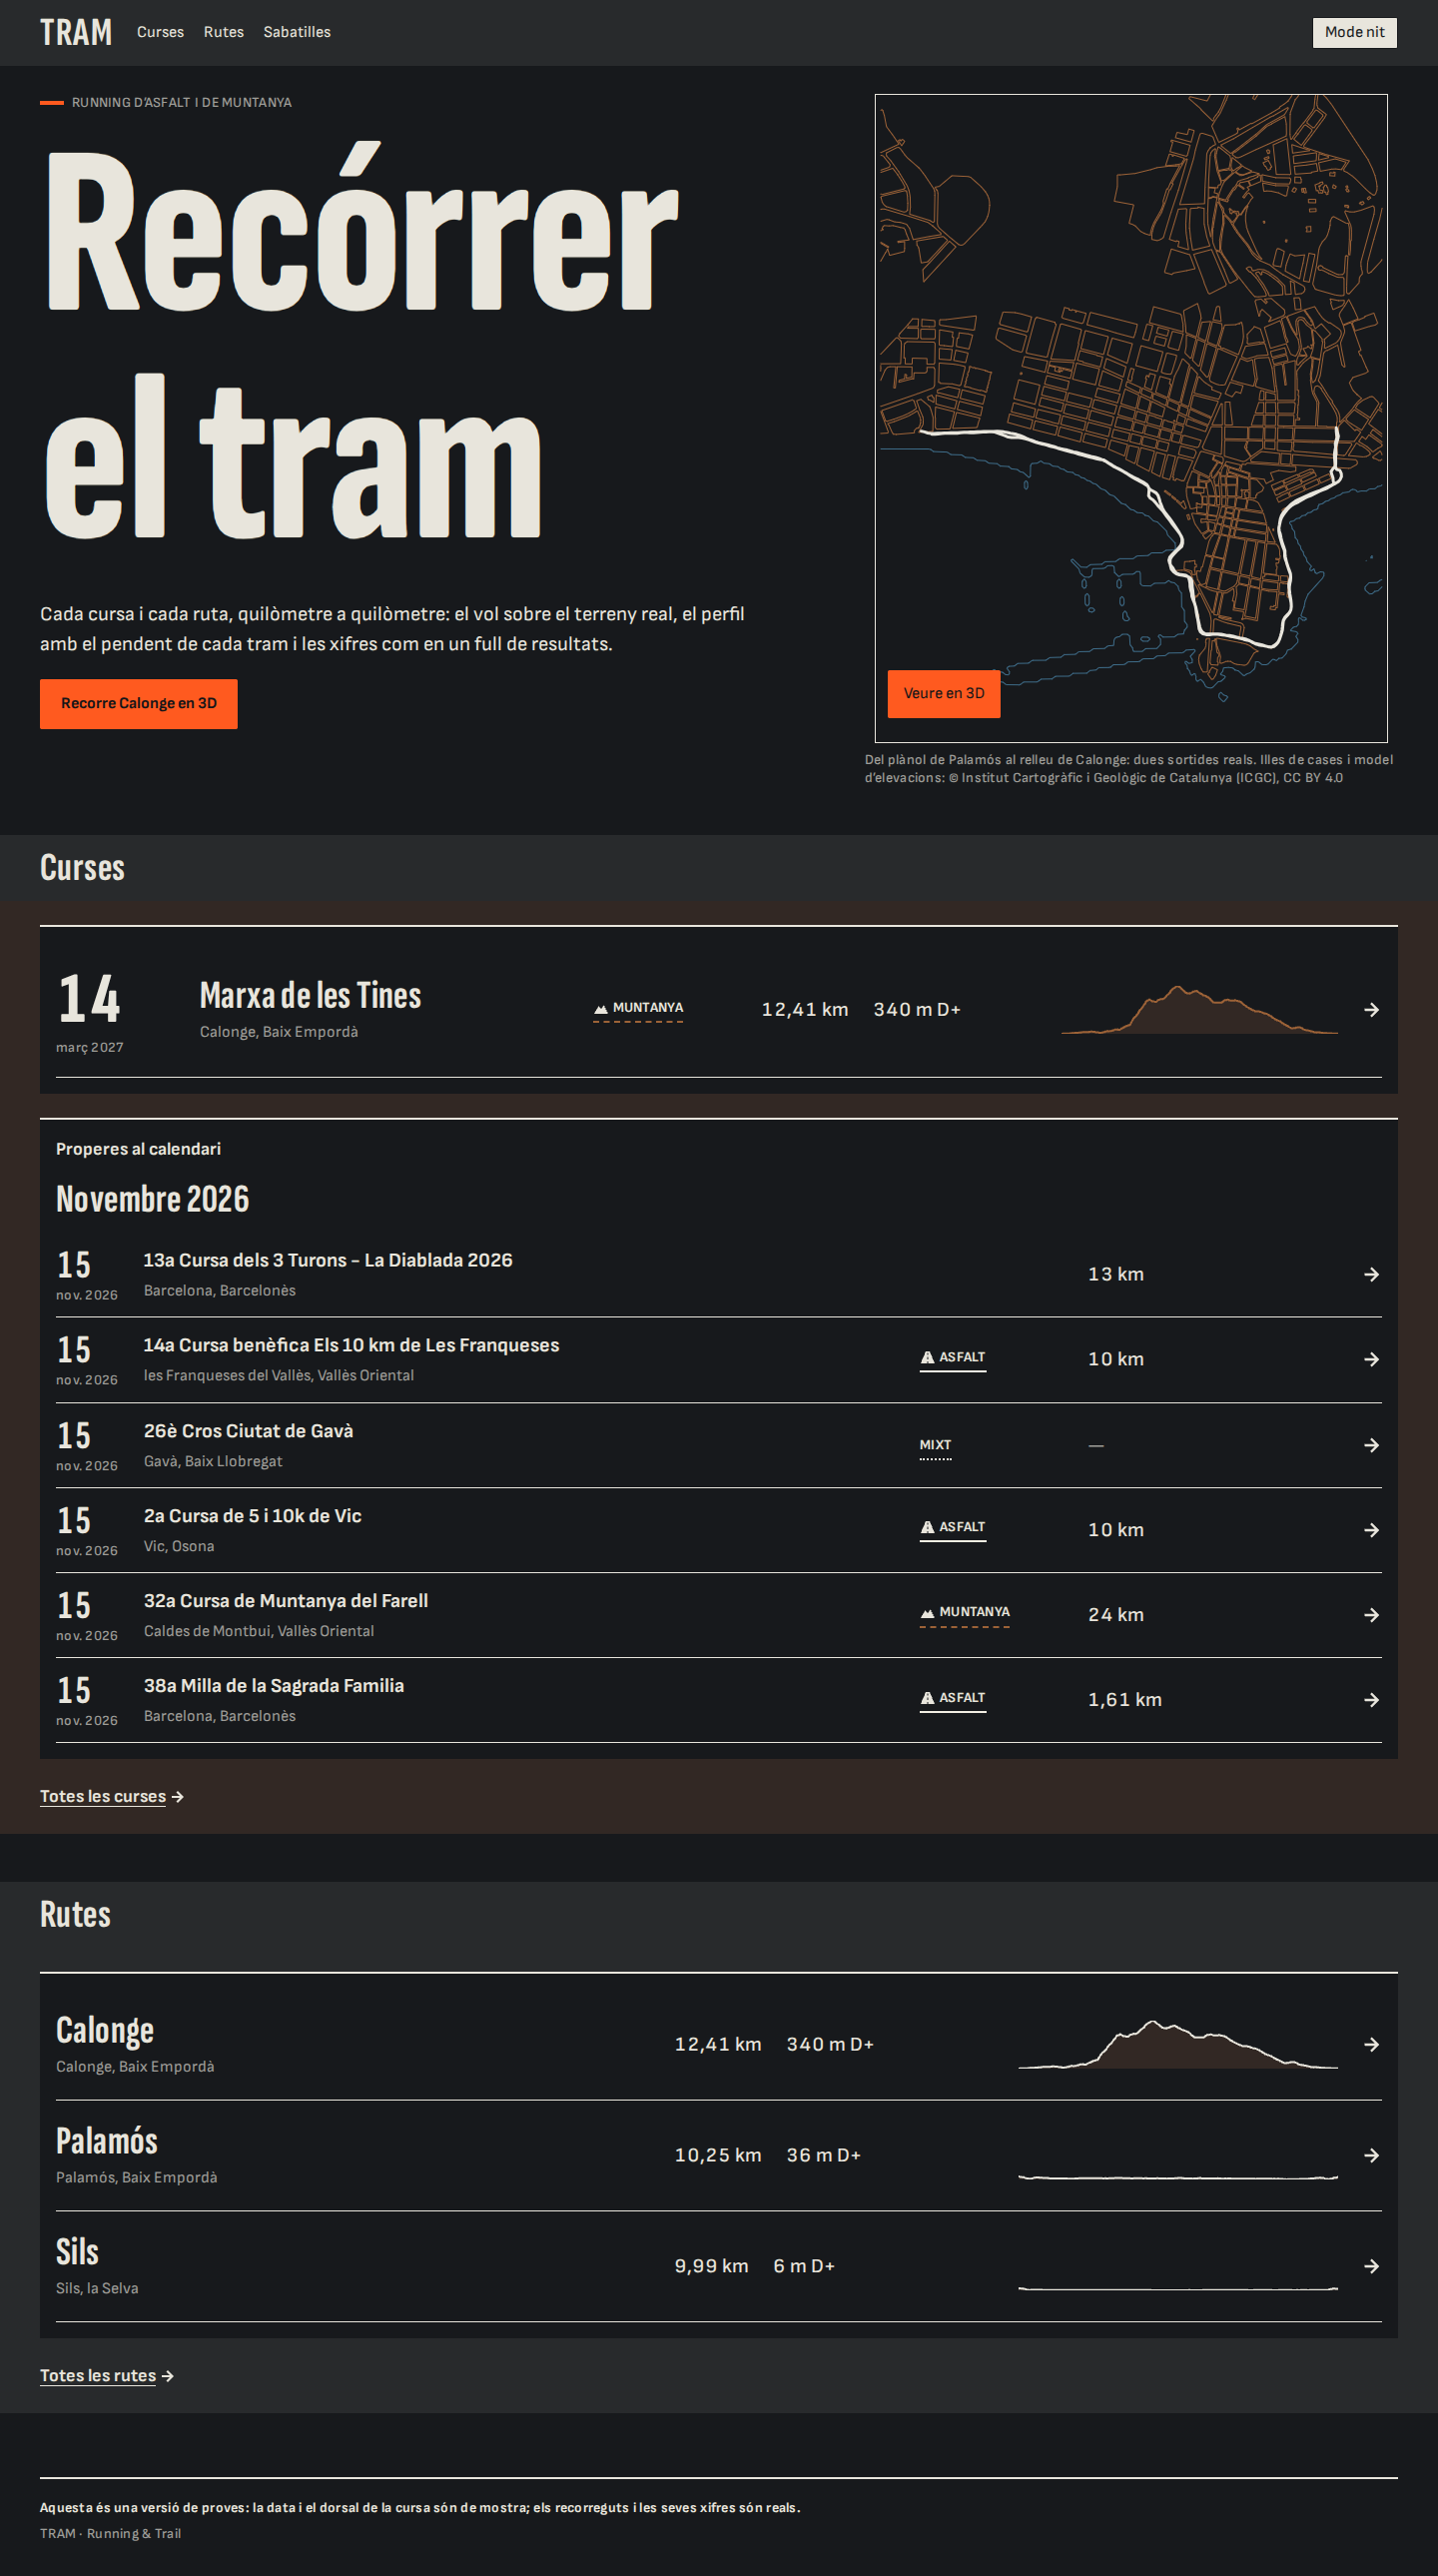 TRAM
Curses
Rutes
Sabatilles
Mode nit
RUNNING D'ASFALT I DE MUNTANYA
Recórrer
el tram
Cada cursa i cada ruta, quilòmetre a quilòmetre: el vol sobre el terreny real, el perfil
amb el pendent de cada tram i les xifres com en un full de resultats.
Recorre Calonge en 3D
Veure en 3D
Del plànol de Palamós al relleu de Calonge: dues sortides reals. Illes de cases i model
d'elevacions: © Institut Cartogràfic i Geològic de Catalunya (ICGC), CC BY 4.0
Curses
14
març 2027
Marxa de les Tines
Calonge, Baix Empordà
MUNTANYA
12,41 km
340 m D+
→
Properes al calendari
Novembre 2026
15
nov. 2026
13a Cursa dels 3 Turons - La Diablada 2026
Barcelona, Barcelonès
13 km
→
15
nov. 2026
14a Cursa benèfica Els 10 km de Les Franqueses
les Franqueses del Vallès, Vallès Oriental
ASFALT
10 km
→
15
nov. 2026
26è Cros Ciutat de Gavà
Gavà, Baix Llobregat
MIXT
—
→
15
nov. 2026
2a Cursa de 5 i 10k de Vic
Vic, Osona
ASFALT
10 km
→
15
nov. 2026
32a Cursa de Muntanya del Farell
Caldes de Montbui, Vallès Oriental
MUNTANYA
24 km
→
15
nov. 2026
38a Milla de la Sagrada Familia
Barcelona, Barcelonès
ASFALT
1,61 km
→
Totes les curses →
Rutes
Calonge
Calonge, Baix Empordà
12,41 km
340 m D+
→
Palamós
Palamós, Baix Empordà
10,25 km
36 m D+
→
Sils
Sils, la Selva
9,99 km
6 m D+
→
Totes les rutes →
Aquesta és una versió de proves: la data i el dorsal de la cursa són de mostra; els recorreguts i les seves xifres són reals.
TRAM · Running & Trail